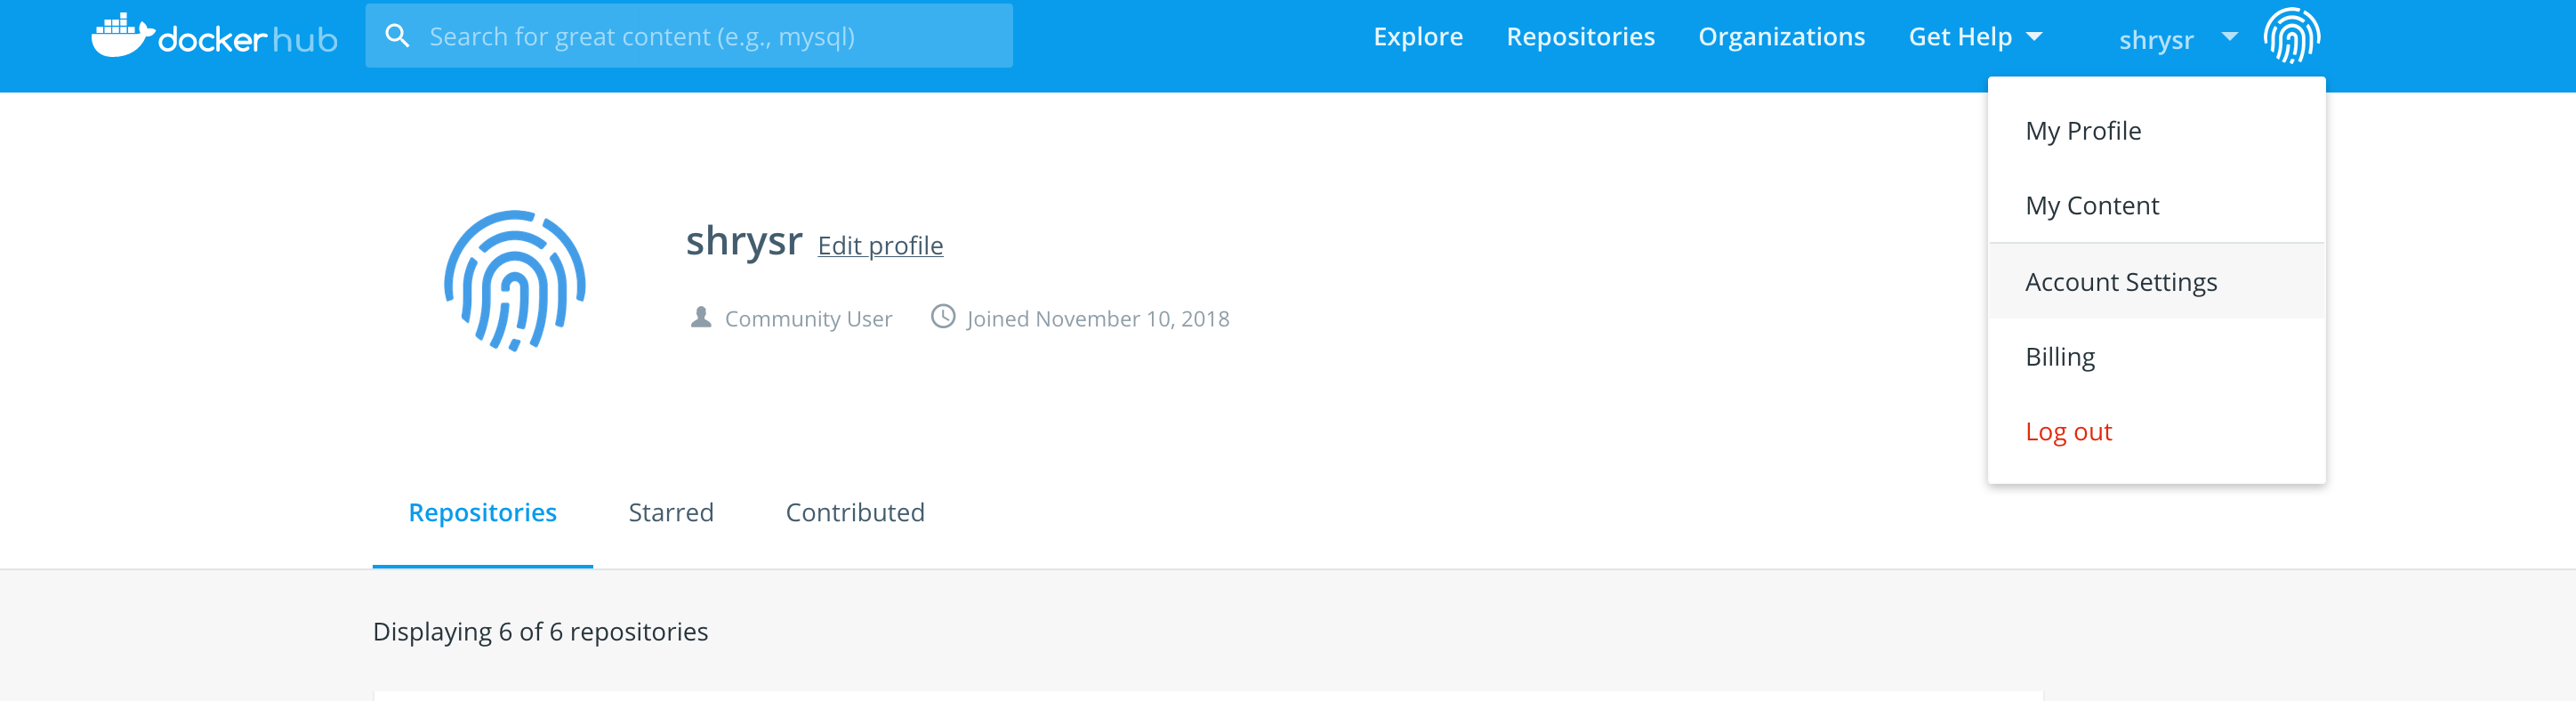 docker hub
Search for great content (e.g., mysql)
Explore
Repositories
Organizations
Get Help
shrysr
My Profile
My Content
Account Settings
Billing
Log out
shrysr Edit profile
Community User
Joined November 10, 2018
Repositories
Starred
Contributed
Displaying 6 of 6 repositories